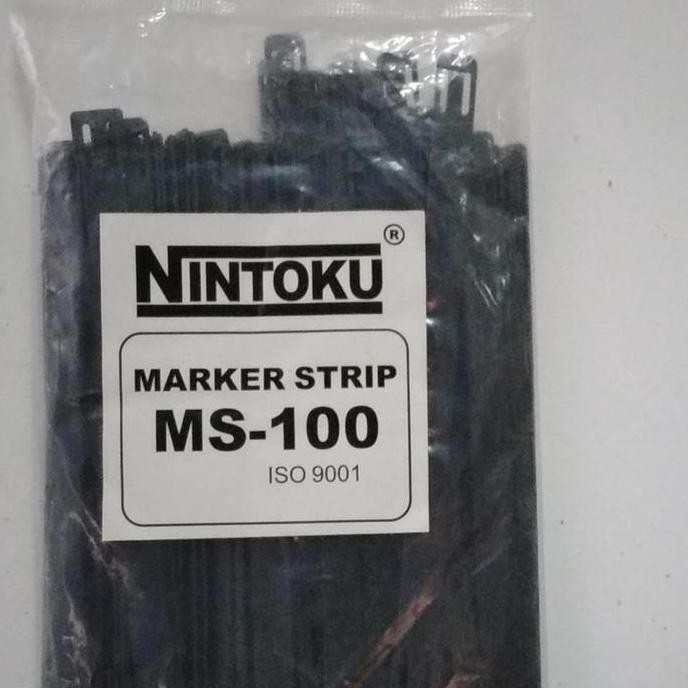 NINTOKU ®
MARKER STRIP
MS-100
ISO 9001